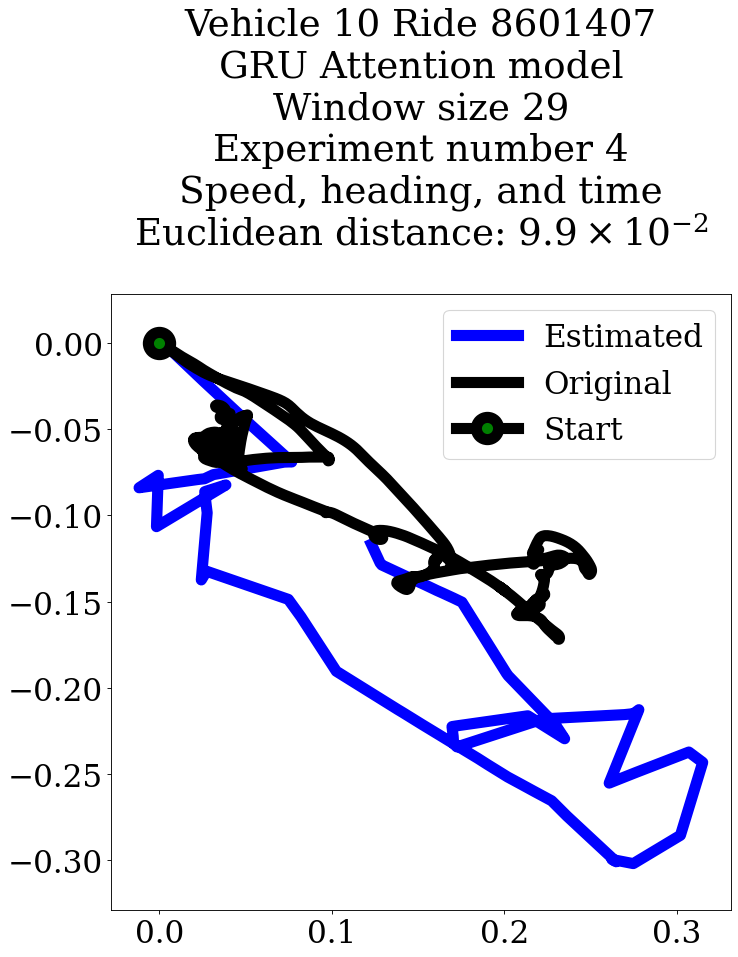 Vehicle 10 Ride 8601407
GRU Attention model
Window size 29
Experiment number 4
Speed, heading, and time
Euclidean distance: 9.9 × 10⁻²
Estimated
Original
Start
0.00
−0.05
−0.10
−0.15
−0.20
−0.25
−0.30
0.0 0.1 0.2 0.3